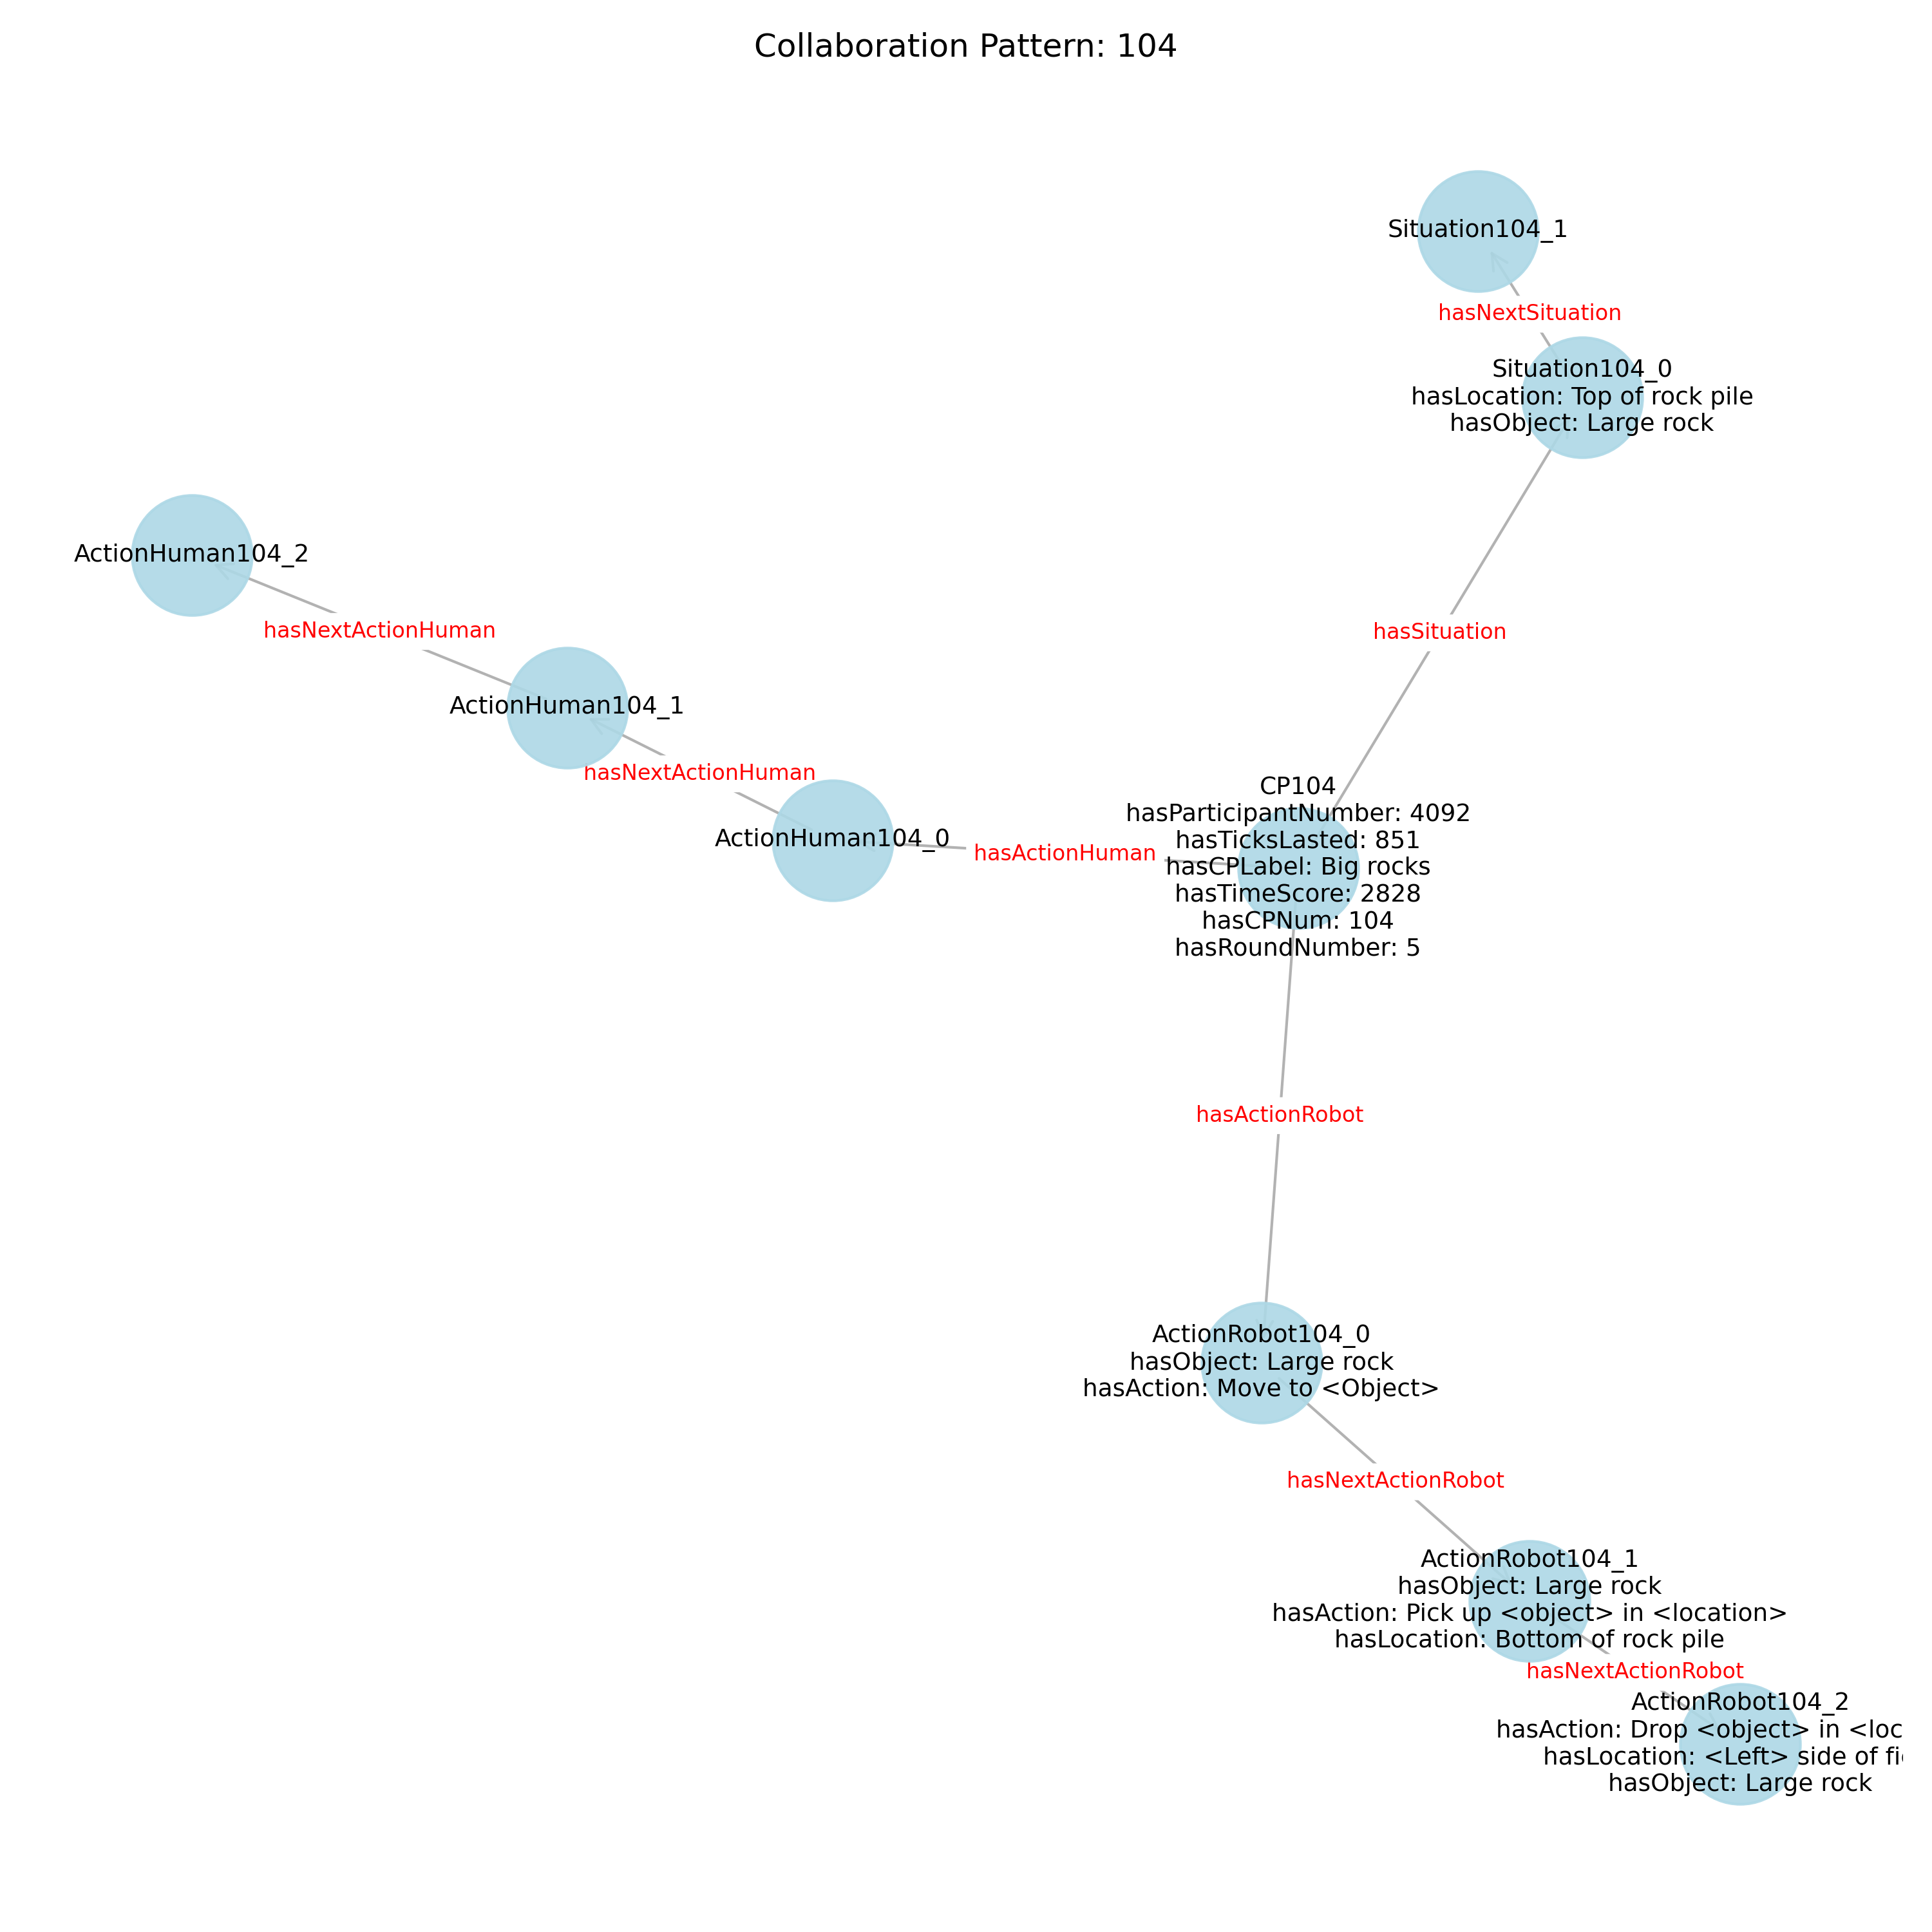 Collaboration Pattern: 104
Situation104_1
hasNextSituation
Situation104_0
hasLocation: Top of rock pile
hasObject: Large rock
ActionHuman104_2
hasNextActionHuman
hasSituation
ActionHuman104_1
hasNextActionHuman
ActionHuman104_0
hasActionHuman
CP104
hasParticipantNumber: 4092
hasTicksLasted: 851
hasCPLabel: Big rocks
hasTimeScore: 2828
hasCPNum: 104
hasRoundNumber: 5
hasActionRobot
ActionRobot104_0
hasObject: Large rock
hasAction: Move to <Object>
hasNextActionRobot
ActionRobot104_1
hasObject: Large rock
hasAction: Pick up <object> in <location>
hasLocation: Bottom of rock pile
hasNextActionRobot
ActionRobot104_2
hasAction: Drop <object> in <loc
hasLocation: <Left> side of
hasObject: Large rock